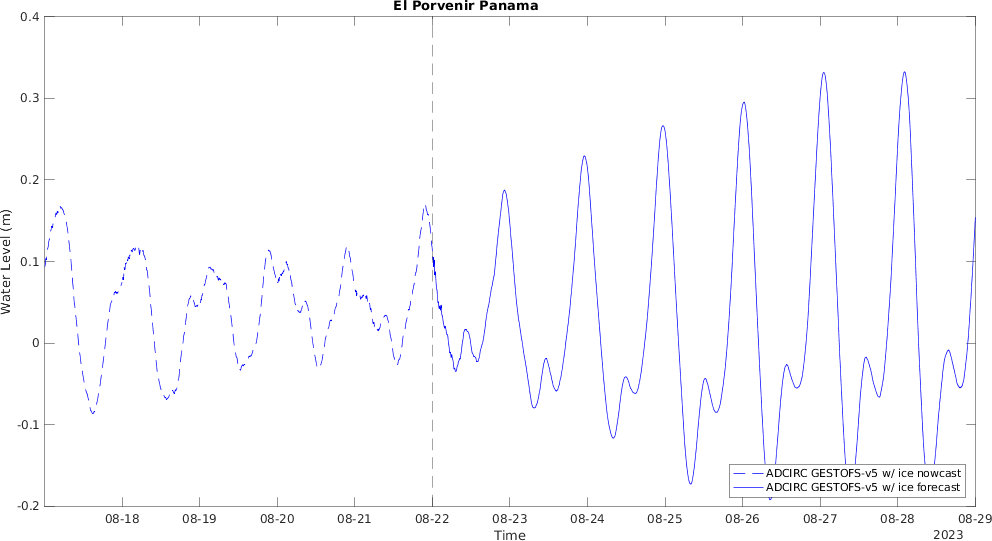 El Porvenir Panama
0.4
0.3
0.2
0.1
0
-0.1
-0.2
Water Level (m)
ADCIRC GESTOFS-v5 w/ ice nowcast
ADCIRC GESTOFS-v5 w/ ice forecast
08-18 08-19 08-20 08-21 08-22 08-23 08-24 08-25 08-26 08-27 08-28 08-29
Time
2023